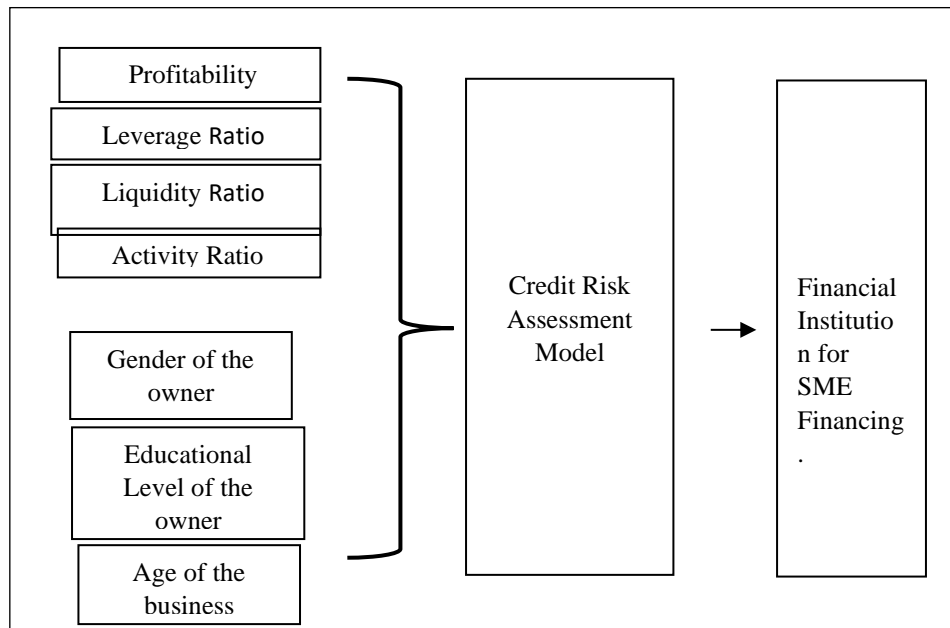 Profitability
Leverage Ratio
Liquidity Ratio
Activity Ratio
Gender of the
owner
Educational
Level of the
owner
Age of the
business
Credit Risk
Assessment
Model
Financial
Institutio
n for
SME
Financing
.